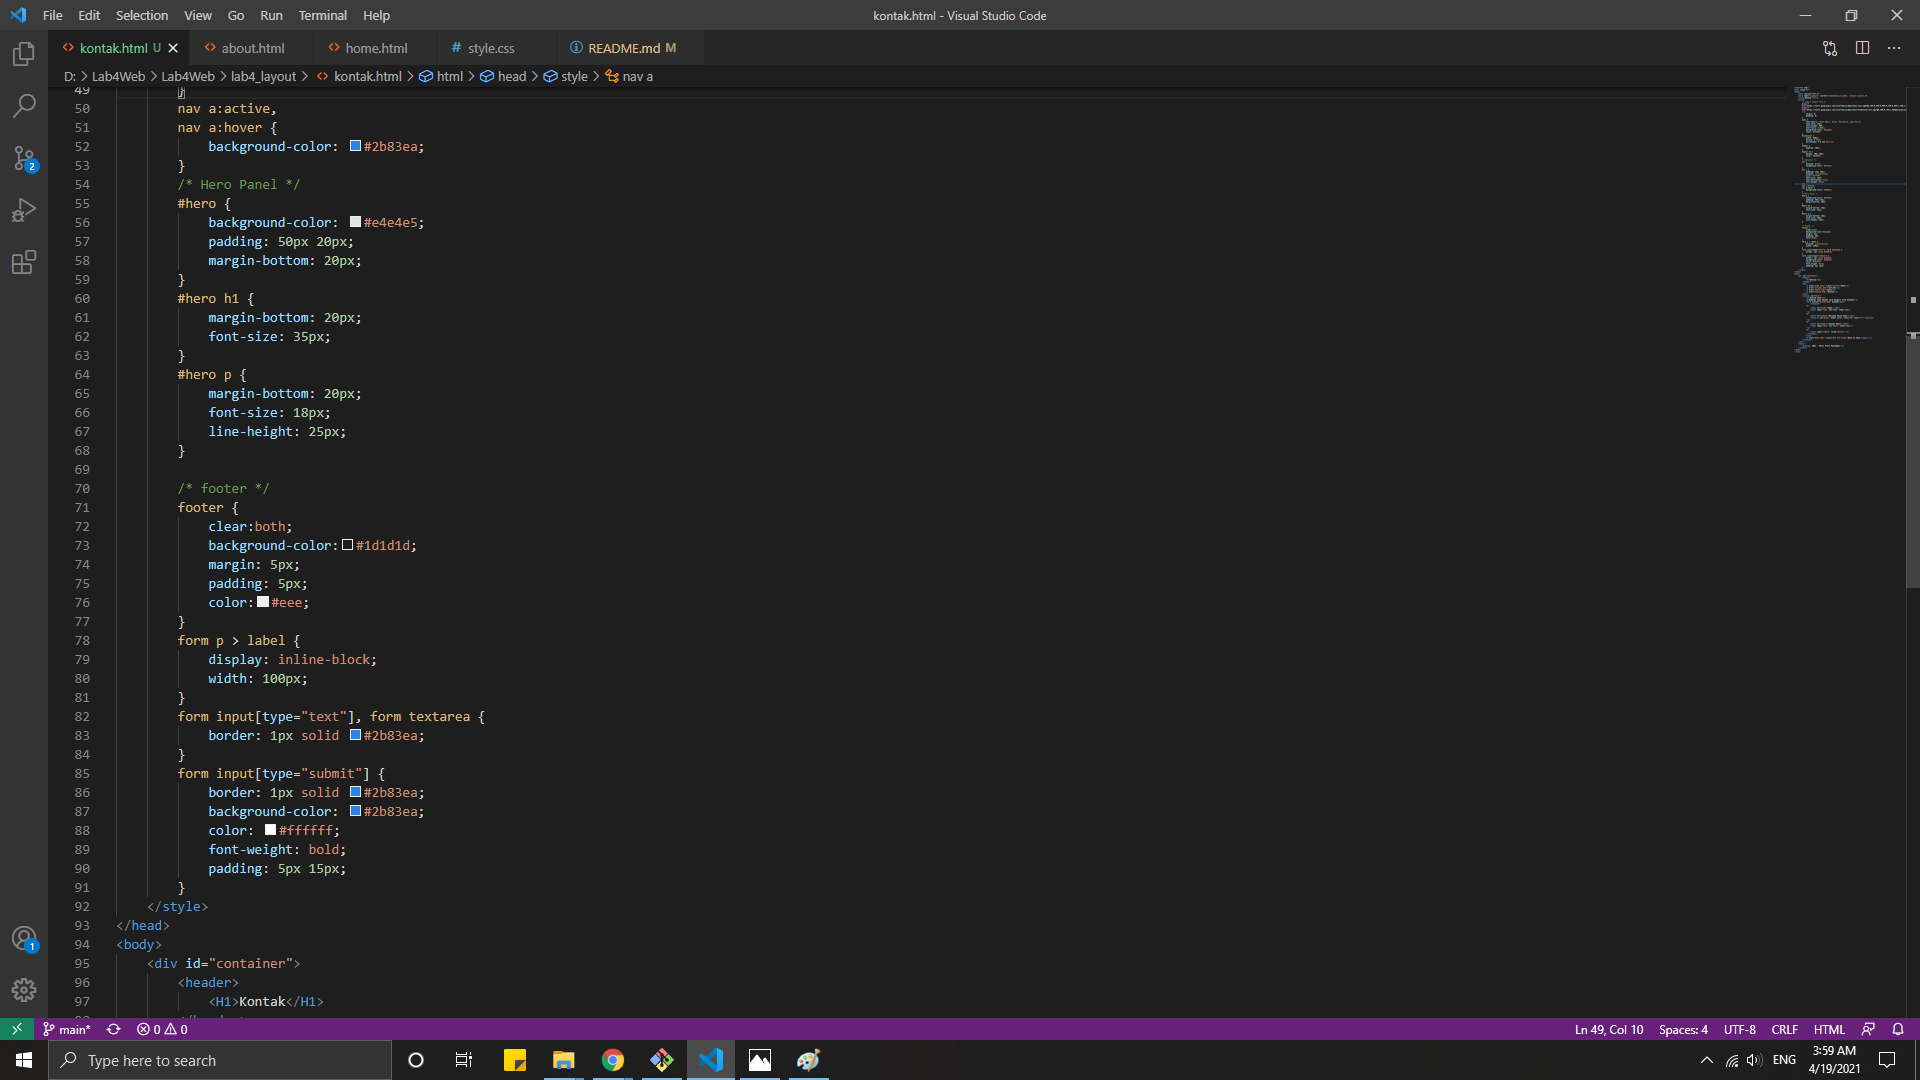 File Edit Selection View Go Run Terminal Help
kontak.html - Visual Studio Code
kontak.html U about.html home.html # style.css README.md M
D: > Lab4Web > Lab4Web > lab4_layout > kontak.html > html > head > style > nav a
49 }
50 nav a:active,
51 nav a:hover {
52 background-color: #2b83ea;
53 }
54 /* Hero Panel */
55 #hero {
56 background-color: #e4e4e5;
57 padding: 50px 20px;
58 margin-bottom: 20px;
59 }
60 #hero h1 {
61 margin-bottom: 20px;
62 font-size: 35px;
63 }
64 #hero p {
65 margin-bottom: 20px;
66 font-size: 18px;
67 line-height: 25px;
68 }
69
70 /* footer */
71 footer {
72 clear:both;
73 background-color: #1d1d1d;
74 margin: 5px;
75 padding: 5px;
76 color: #eee;
77 }
78 form p > label {
79 display: inline-block;
80 width: 100px;
81 }
82 form input[type="text"], form textarea {
83 border: 1px solid #2b83ea;
84 }
85 form input[type="submit"] {
86 border: 1px solid #2b83ea;
87 background-color: #2b83ea;
88 color: #ffffff;
89 font-weight: bold;
90 padding: 5px 15px;
91 }
92 </style>
93 </head>
94 <body>
95 <div id="container">
96 <header>
97 <H1>Kontak</H1>
2
1
main* 0 0 Ln 49, Col 10 Spaces: 4 UTF-8 CRLF HTML
Type here to search
ENG 3:59 AM
4/19/2021